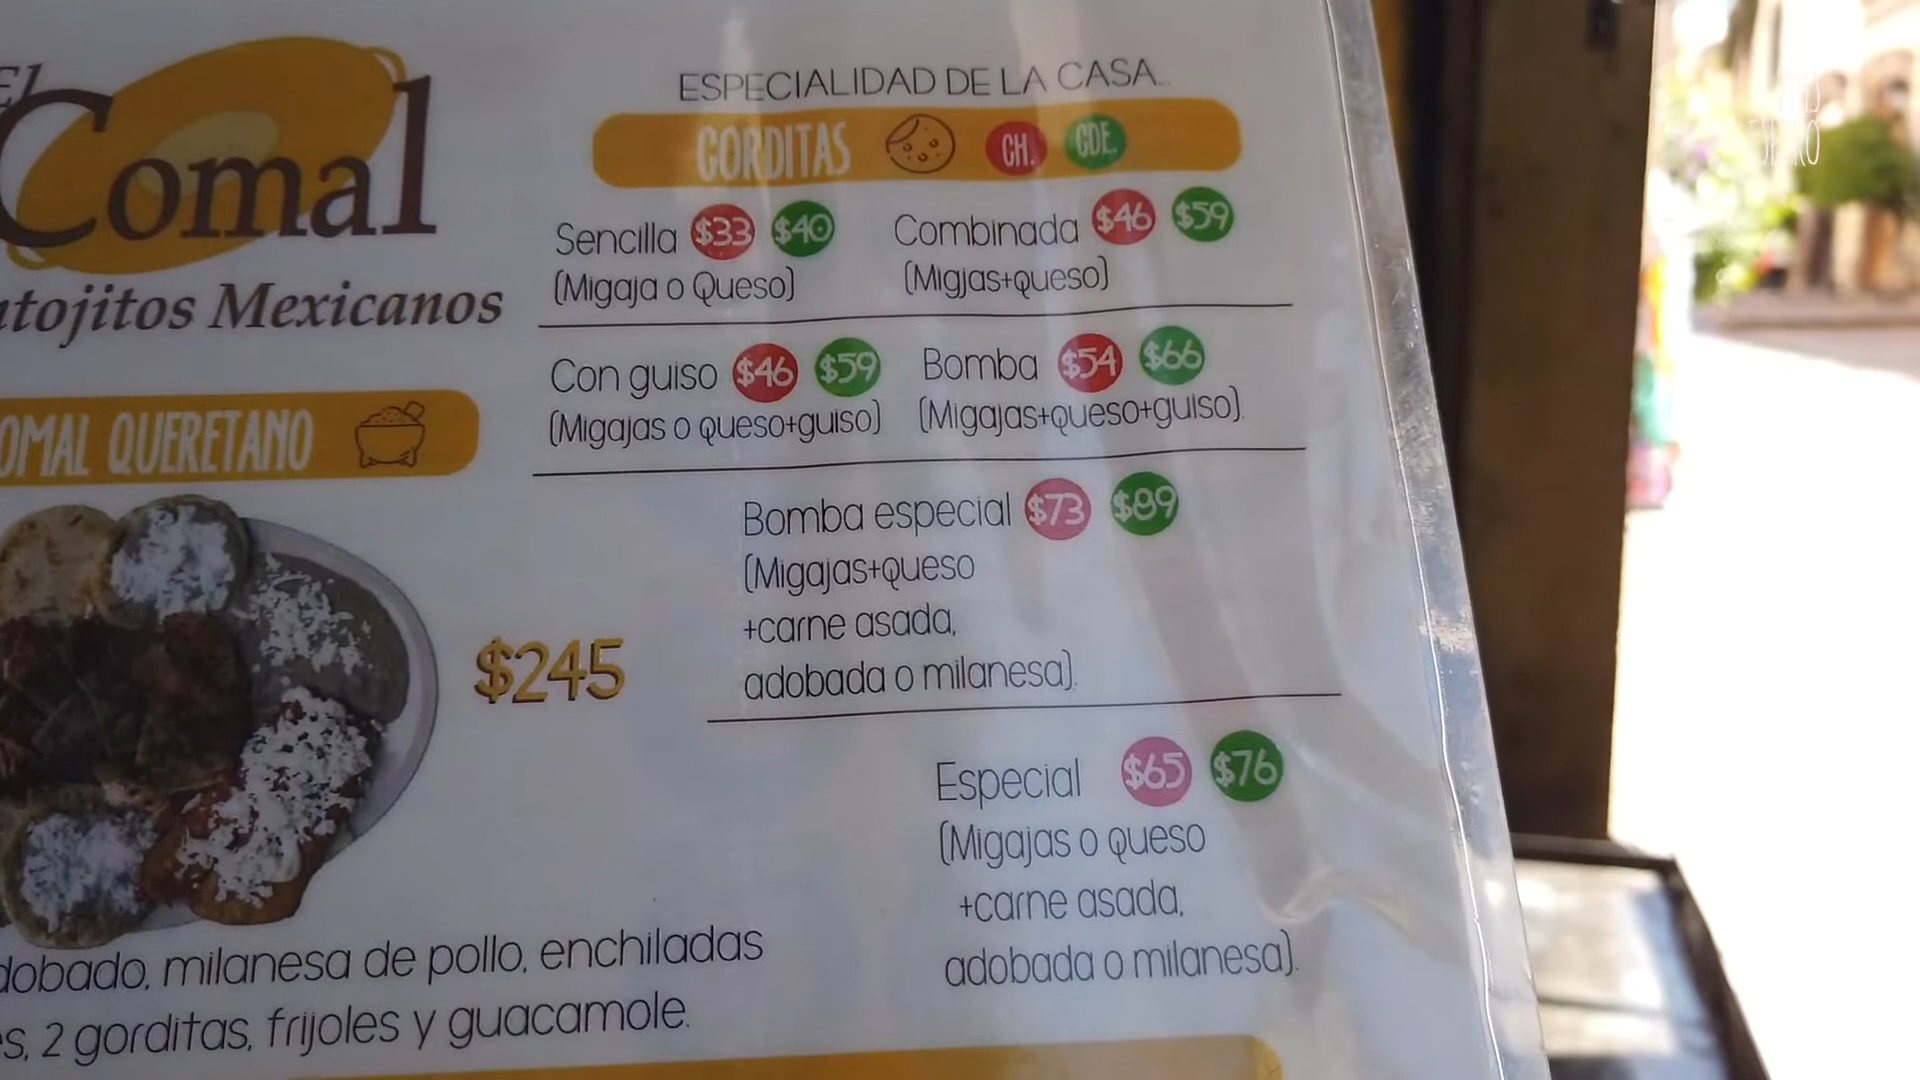 El
Comal
tojitos Mexicanos
OMAL QUERETANO
$245
dobado, milanesa de pollo, enchiladas
s, 2 gorditas, frijoles y guacamole.
ESPECIALIDAD DE LA CASA...
GORDITAS CH. GDE.
Sencilla $33 $40
(Migaja o Queso)
Combinada $46 $59
(Migjas+queso)
Con guiso $46 $59
(Migajas o queso+guiso)
Bomba $54 $66
(Migajas+queso+guiso).
Bomba especial $73 $89
(Migajas+queso
+carne asada,
adobada o milanesa).
Especial $65 $76
(Migajas o queso
+carne asada,
adobada o milanesa).